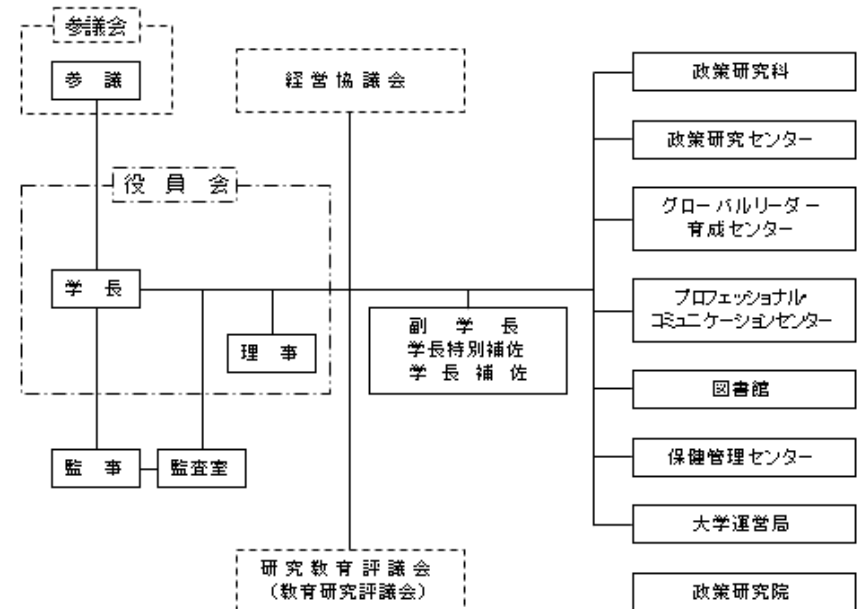 参議会
参 議
経 営 協 議 会
役 員 会
学 長
理 事
副 学 長
学長特別補佐
学 長 補 佐
監 事
監査室
研 究 教 育 評 議 会
(教育研究評議会)
政策研究科
政策研究センター
グローバルリーダー
育成センター
プロフェッショナル・
コミュニケーションセンター
図書館
保健管理センター
大学運営局
政策研究院